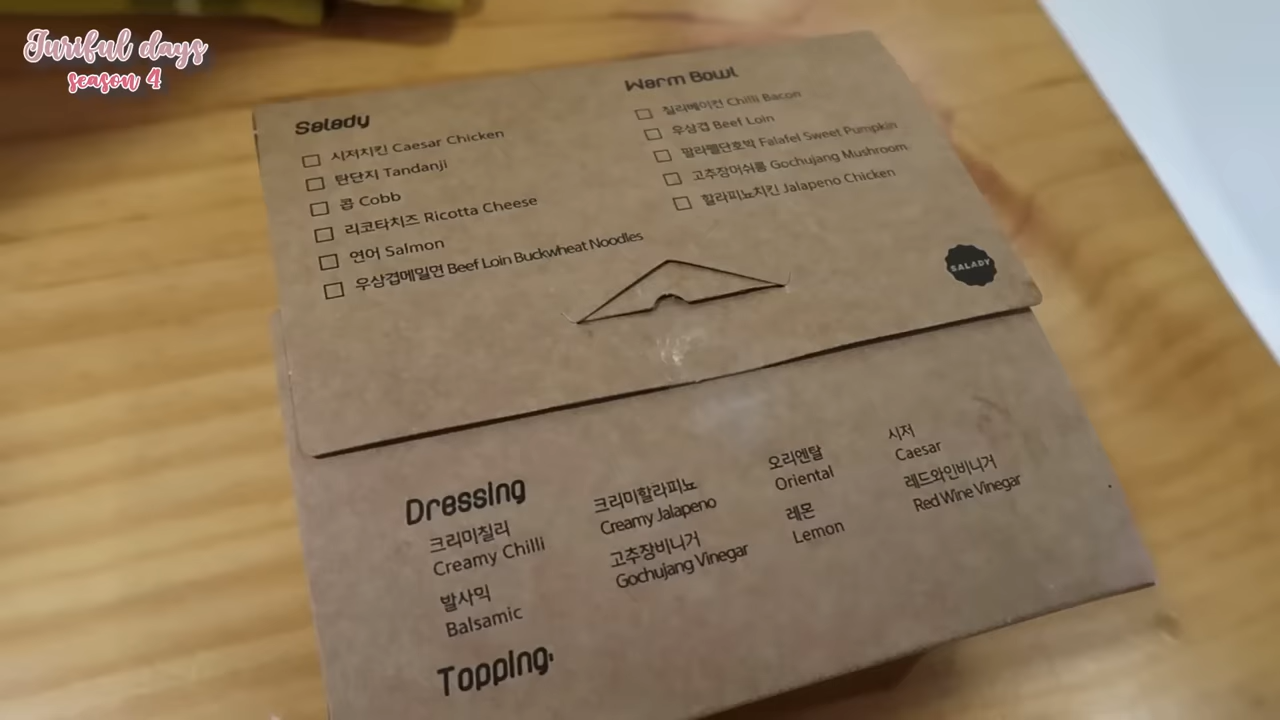 Juriful days
season 4
Salady
시저치킨 Caesar Chicken
탄단지 Tandanji
콥 Cobb
리코타치즈 Ricotta Cheese
연어 Salmon
우삼겹메밀면 Beef Loin Buckwheat Noodles
Warm Bowl
칠리베이컨 Chilli Bacon
우삼겹 Beef Loin
팔라펠단호박 Falafel Sweet Pumpkin
고추장머쉬룸 Gochujang Mushroom
할라피뇨치킨 Jalapeno Chicken
SALADY
Dressing
크리미칠리
Creamy Chilli
발사믹
Balsamic
크리미할라피뇨
Creamy Jalapeno
고추장비니거
Gochujang Vinegar
오리엔탈
Oriental
레몬
Lemon
시저
Caesar
레드와인비니거
Red Wine Vinegar
Topping